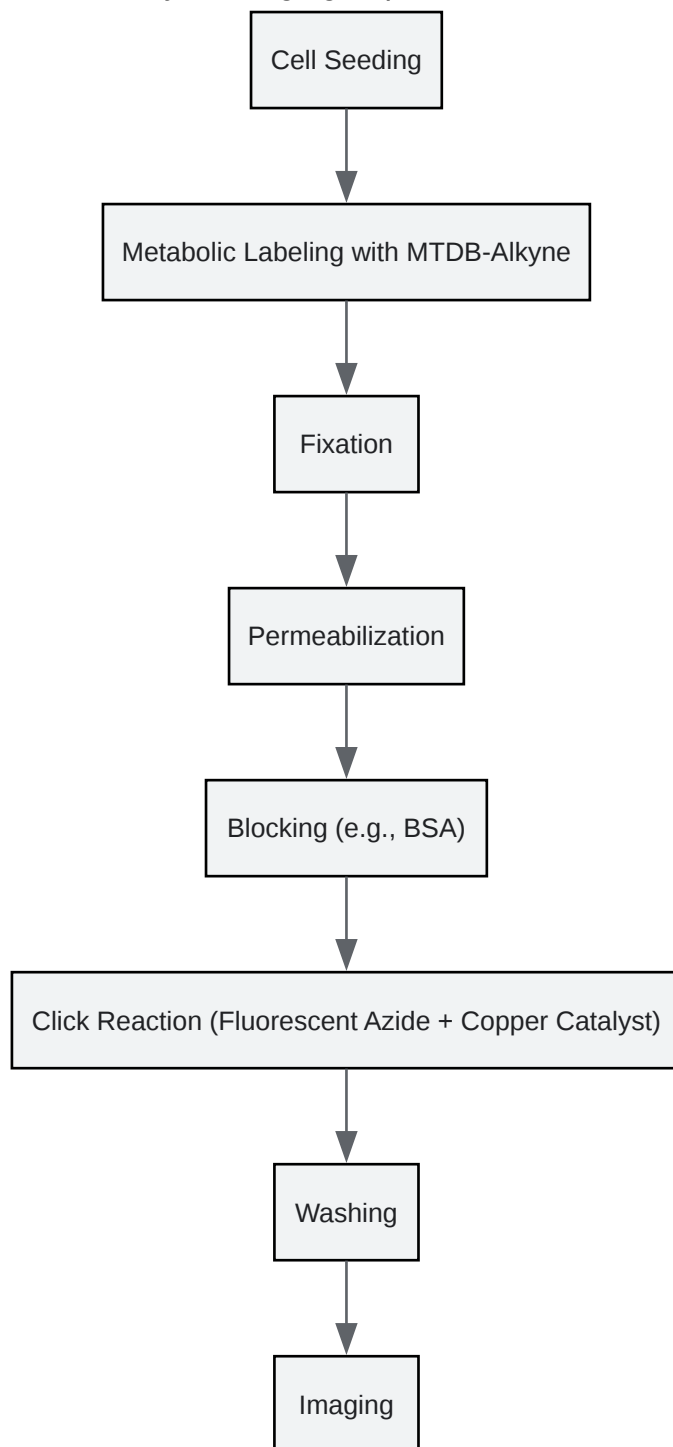 Cell Seeding
Metabolic Labeling with MTDB-Alkyne
Fixation
Permeabilization
Blocking (e.g., BSA)
Click Reaction (Fluorescent Azide + Copper Catalyst)
Washing
Imaging